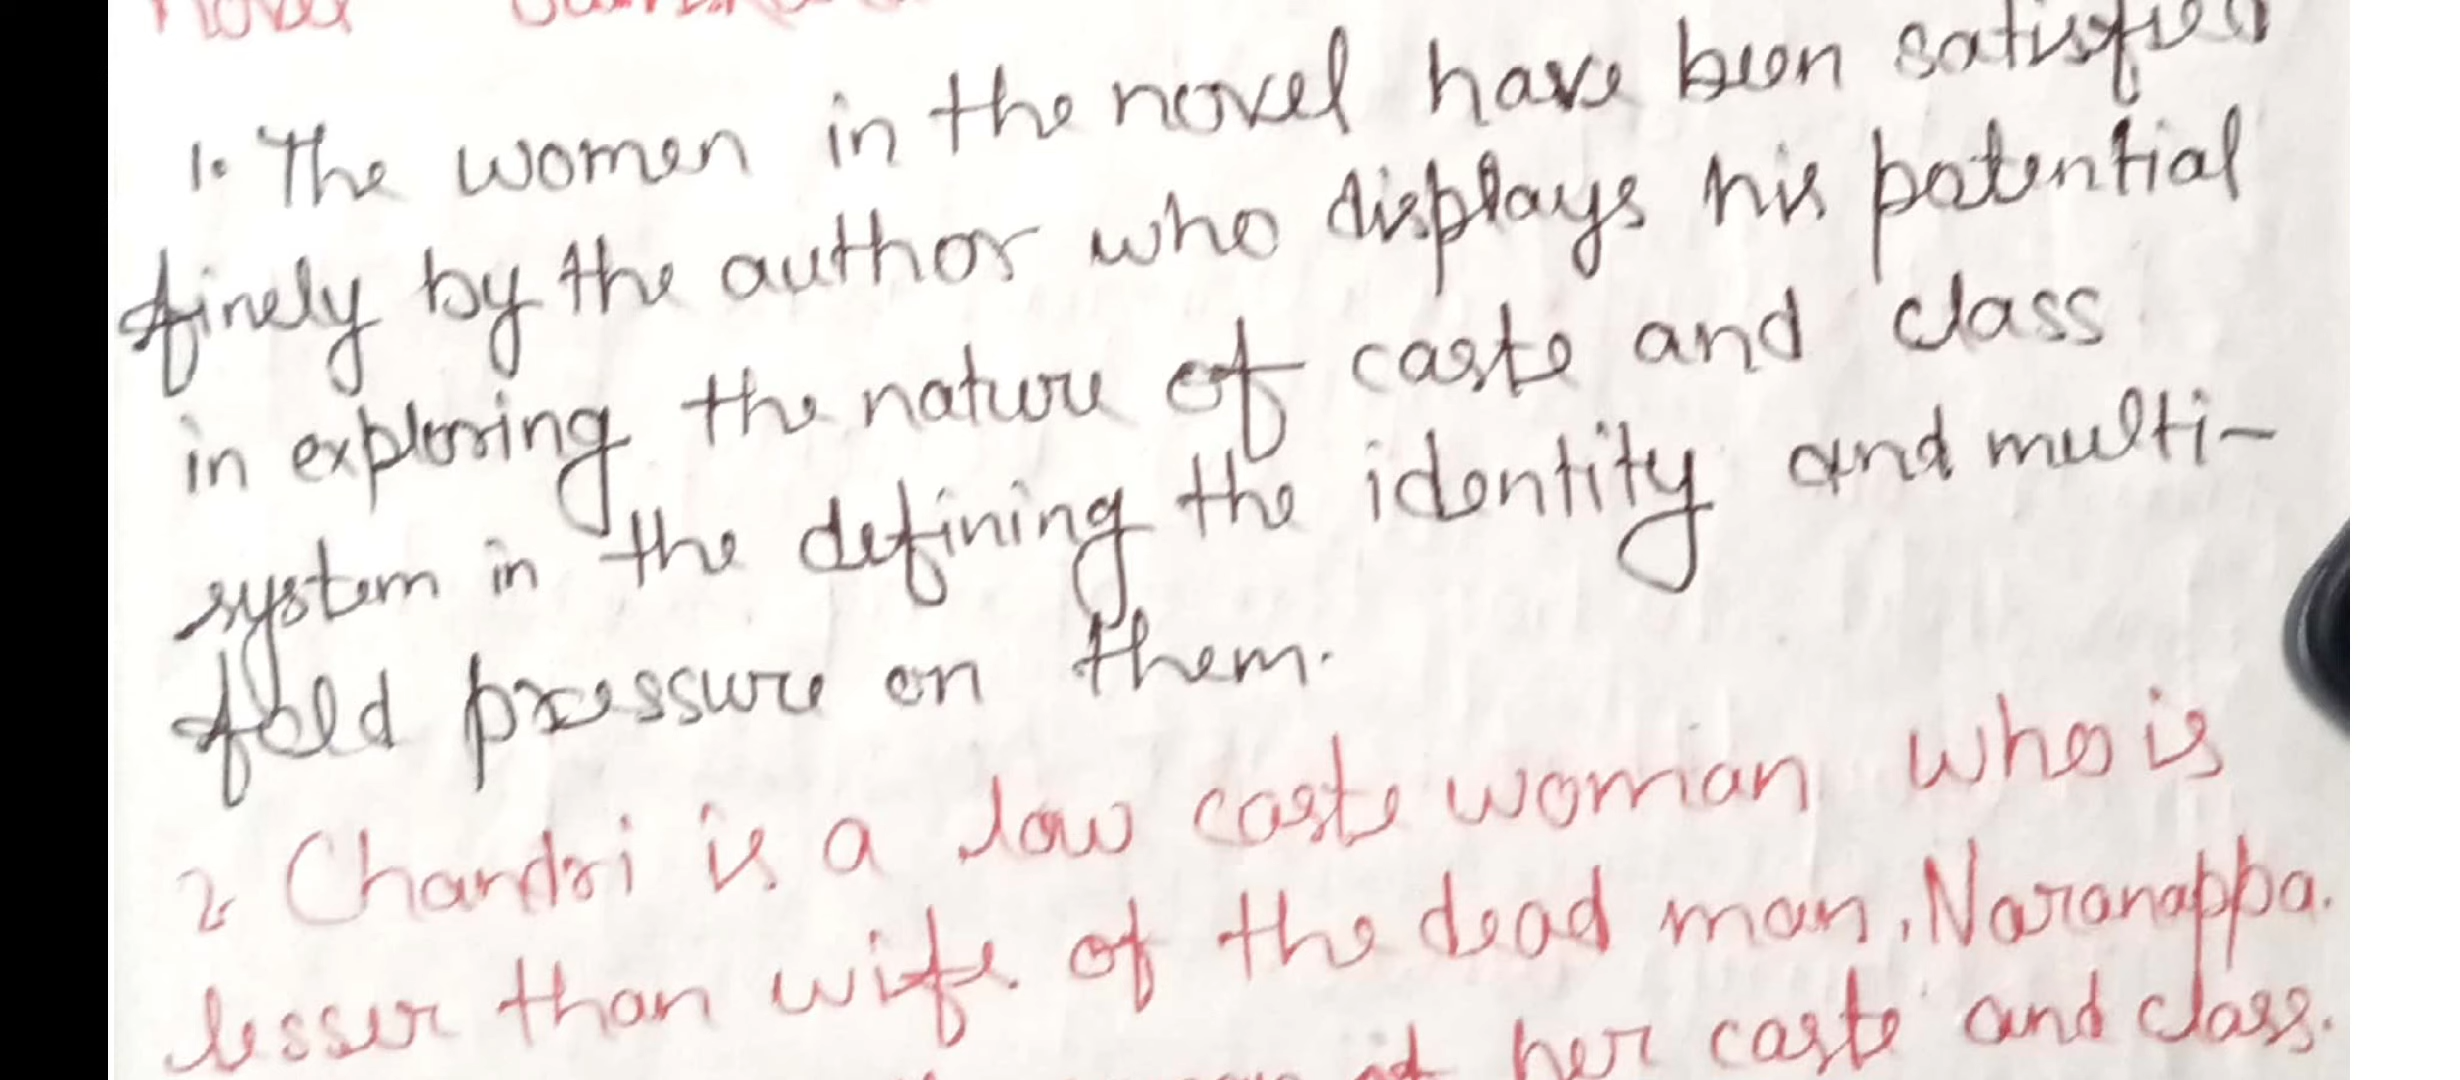 1. The women in the novel have been satisfied
finely by the author who displays his potential
in exploring the nature of caste and class
system in the defining the identity and multi-
fold pressure on them.
2. Chandri is a low caste woman who is
lesser than wife of the dead man, Naranappa.
her caste and class.